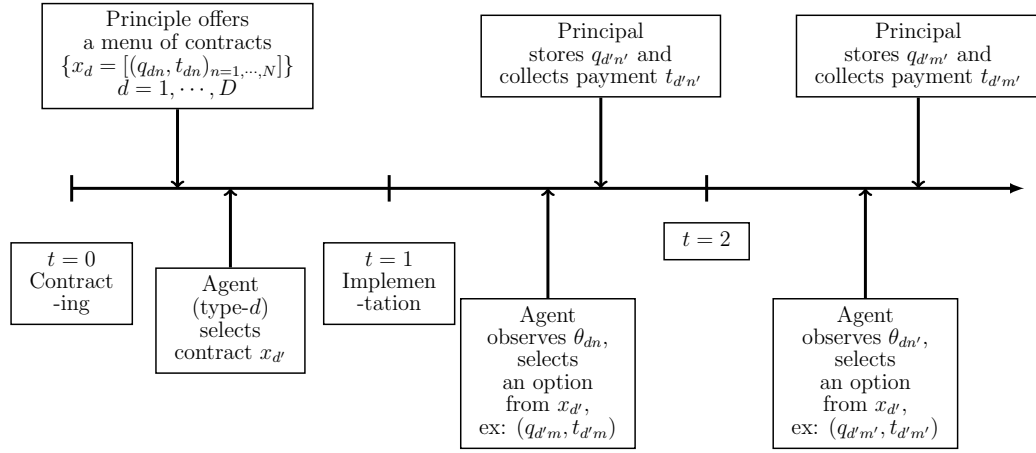 Principle offers
a menu of contracts
{x_d = [(q_{dn}, t_{dn})_{n=1,⋯,N}]}
d = 1, ⋯, D
Principal
stores q_{d′n′} and
collects payment t_{d′n′}
Principal
stores q_{d′m′} and
collects payment t_{d′m′}
t = 0
Contract
-ing
Agent
(type-d)
selects
contract x_{d′}
t = 1
Implemen
-tation
Agent
observes θ_{dn},
selects
an option
from x_{d′},
ex: (q_{d′m}, t_{d′m})
t = 2
Agent
observes θ_{dn′},
selects
an option
from x_{d′},
ex: (q_{d′m′}, t_{d′m′})